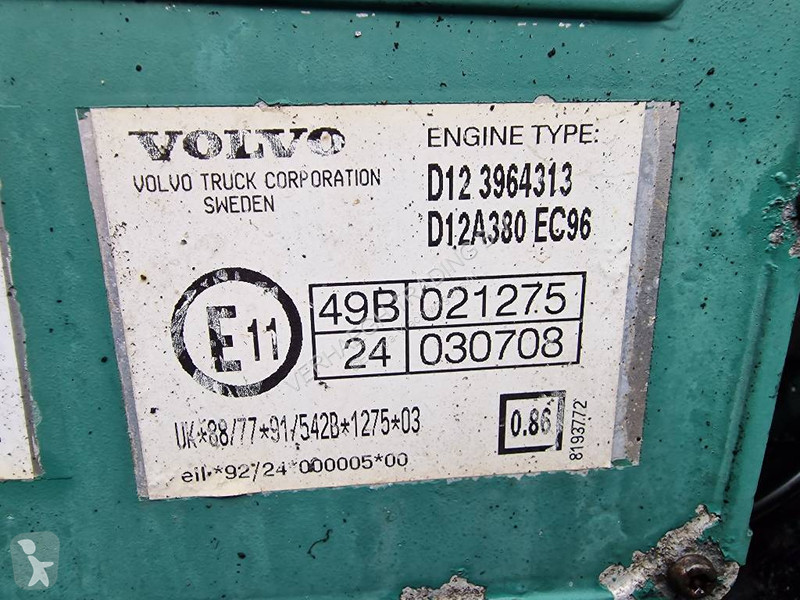 VOLVO
VOLVO TRUCK CORPORATION
SWEDEN
ENGINE TYPE:
D12 3964313
D12A380 EC96
E11
49B 021275
24 030708
UK*88/77*91/542B*1275*03
0.86
8193772
eil*92/24*000005*00